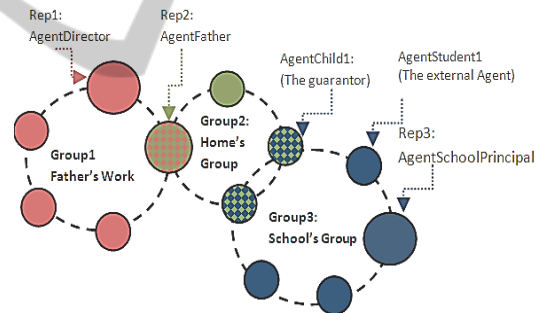 Rep1:
AgentDirector
Rep2:
AgentFather
AgentChild1:
(The guarantor)
AgentStudent1
(The external Agent)
Rep3:
AgentSchoolPrincipal
Group1
Father's Work
Group2:
Home's
Group
Group3:
School's Group